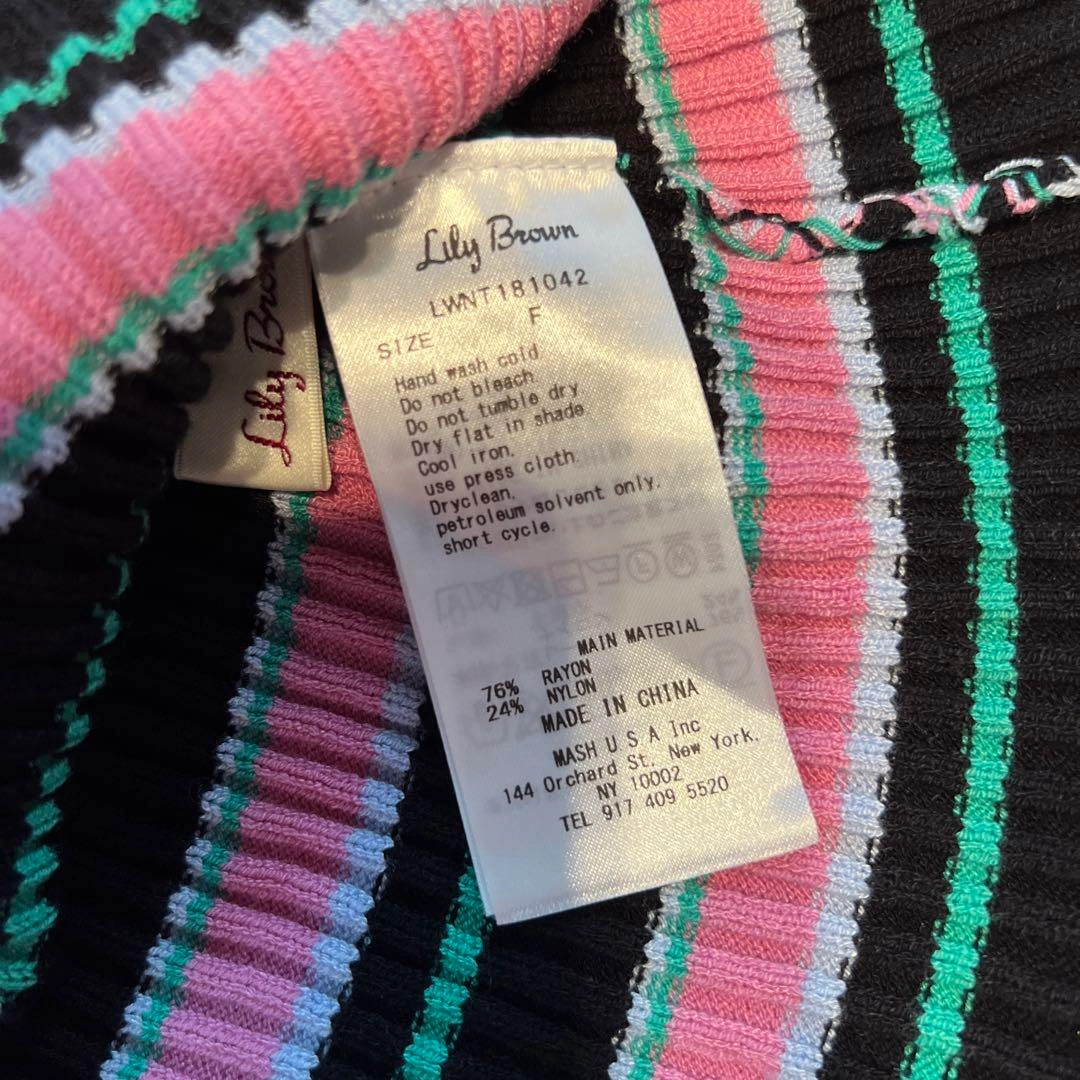 Lily Brown
LWNT181042
SIZE F
Hand wash cold.
Do not bleach.
Do not tumble dry
Dry flat in shade.
Cool iron.
use press cloth.
Dryclean.
petroleum solvent only.
short cycle.
MAIN MATERIAL
76% RAYON
24% NYLON
MADE IN CHINA
MASH U S A Inc
144 Orchard St. New York.
NY 10002
TEL 917 409 5520
Lily Brown